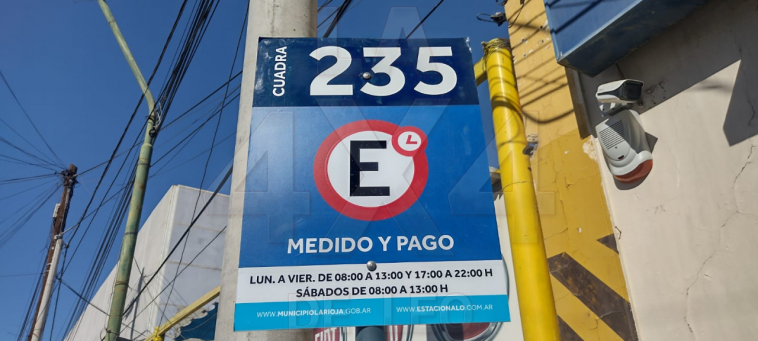 CUADRA
235
E
MEDIDO Y PAGO
LUN. A VIER. DE 08:00 A 13:00 Y 17:00 A 22:00 H
SÁBADOS DE 08:00 A 13:00 H
WWW.MUNICIPIOLARIOJA.GOB.AR WWW.ESTACIONALO.COM.AR